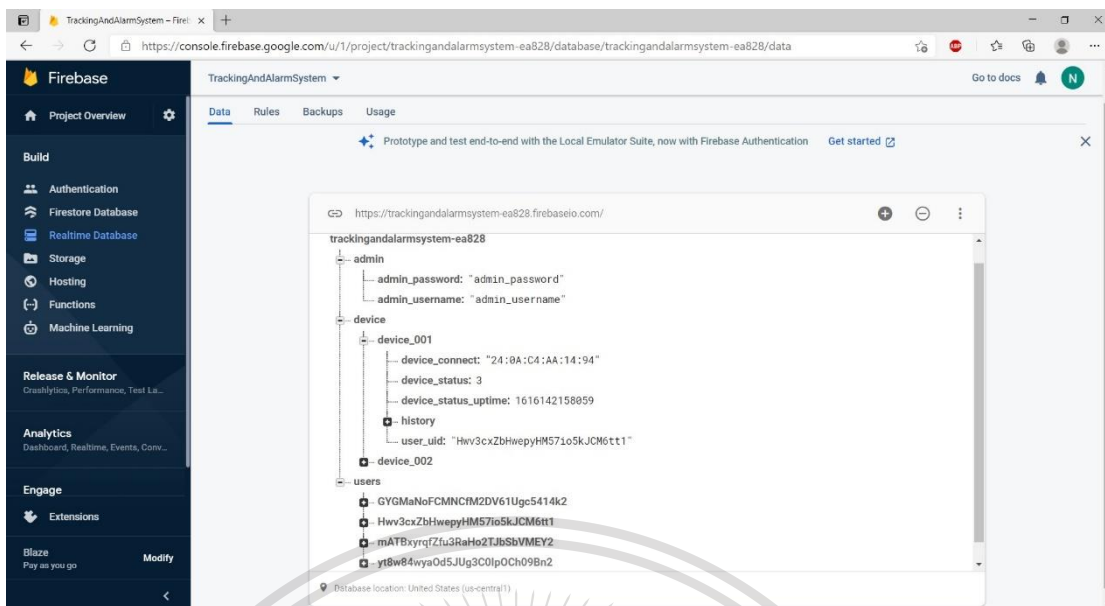 TrackingAndAlarmSystem – Fire
https://console.firebase.google.com/u/1/project/trackingandalarmsystem-ea828/database/trackingandalarmsystem-ea828/data
ABP
Firebase
TrackingAndAlarmSystem
Go to docs
N
Project Overview
Data Rules Backups Usage
Prototype and test end-to-end with the Local Emulator Suite, now with Firebase Authentication Get started
Build
Authentication
Firestore Database
Realtime Database
Storage
Hosting
Functions
Machine Learning
Release & Monitor
Crashlytics, Performance, Test La...
Analytics
Dashboard, Realtime, Events, Conv...
Engage
Extensions
Blaze
Pay as you go
Modify
https://trackingandalarmsystem-ea828.firebaseio.com/
trackingandalarmsystem-ea828
admin
admin_password: "admin_password"
admin_username: "admin_username"
device
device_001
device_connect: "24:0A:C4:AA:14:94"
device_status: 3
device_status_uptime: 1616142158059
history
user_uid: "Hwv3cxZbHwepyHM57io5kJCM6tt1"
device_002
users
GYGMaNoFCMNCfM2DV61Ugc5414k2
Hwv3cxZbHwepyHM57io5kJCM6tt1
mATBxyrqfZfu3RaHo2TJbSbVMEY2
yt8w84wyaOd5JUg3C0IpOCh09Bn2
Database location: United States (us-central1)